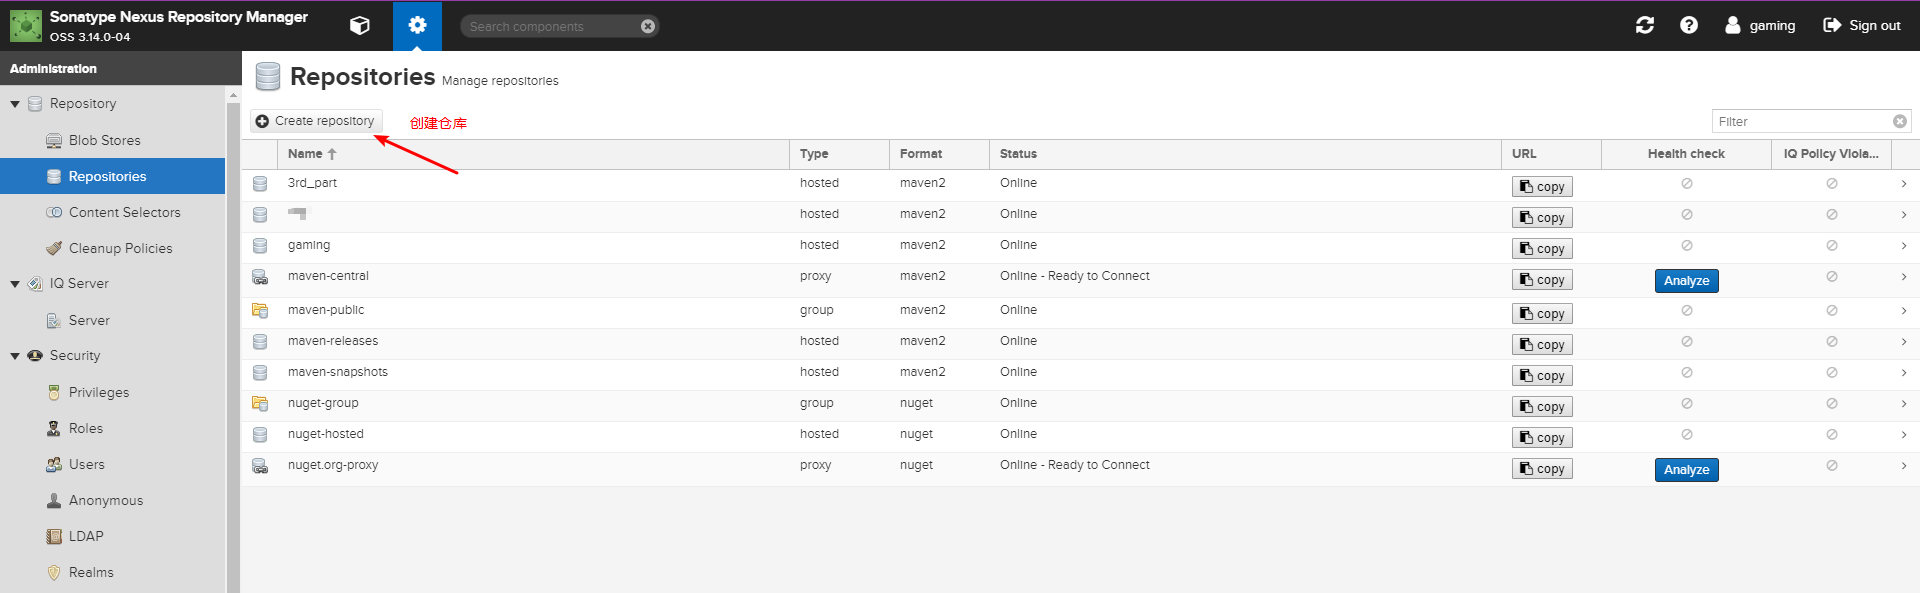 Sonatype Nexus Repository Manager
OSS 3.14.0-04
Search components
gaming
Sign out
Administration
Repository
Blob Stores
Repositories
Content Selectors
Cleanup Policies
IQ Server
Server
Security
Privileges
Roles
Users
Anonymous
LDAP
Realms
Repositories Manage repositories
Create repository 创建仓库
Filter
Name Type Format Status URL Health check IQ Policy Viola...
3rd_part hosted maven2 Online copy
hosted maven2 Online copy
gaming hosted maven2 Online copy
maven-central proxy maven2 Online - Ready to Connect copy Analyze
maven-public group maven2 Online copy
maven-releases hosted maven2 Online copy
maven-snapshots hosted maven2 Online copy
nuget-group group nuget Online copy
nuget-hosted hosted nuget Online copy
nuget.org-proxy proxy nuget Online - Ready to Connect copy Analyze